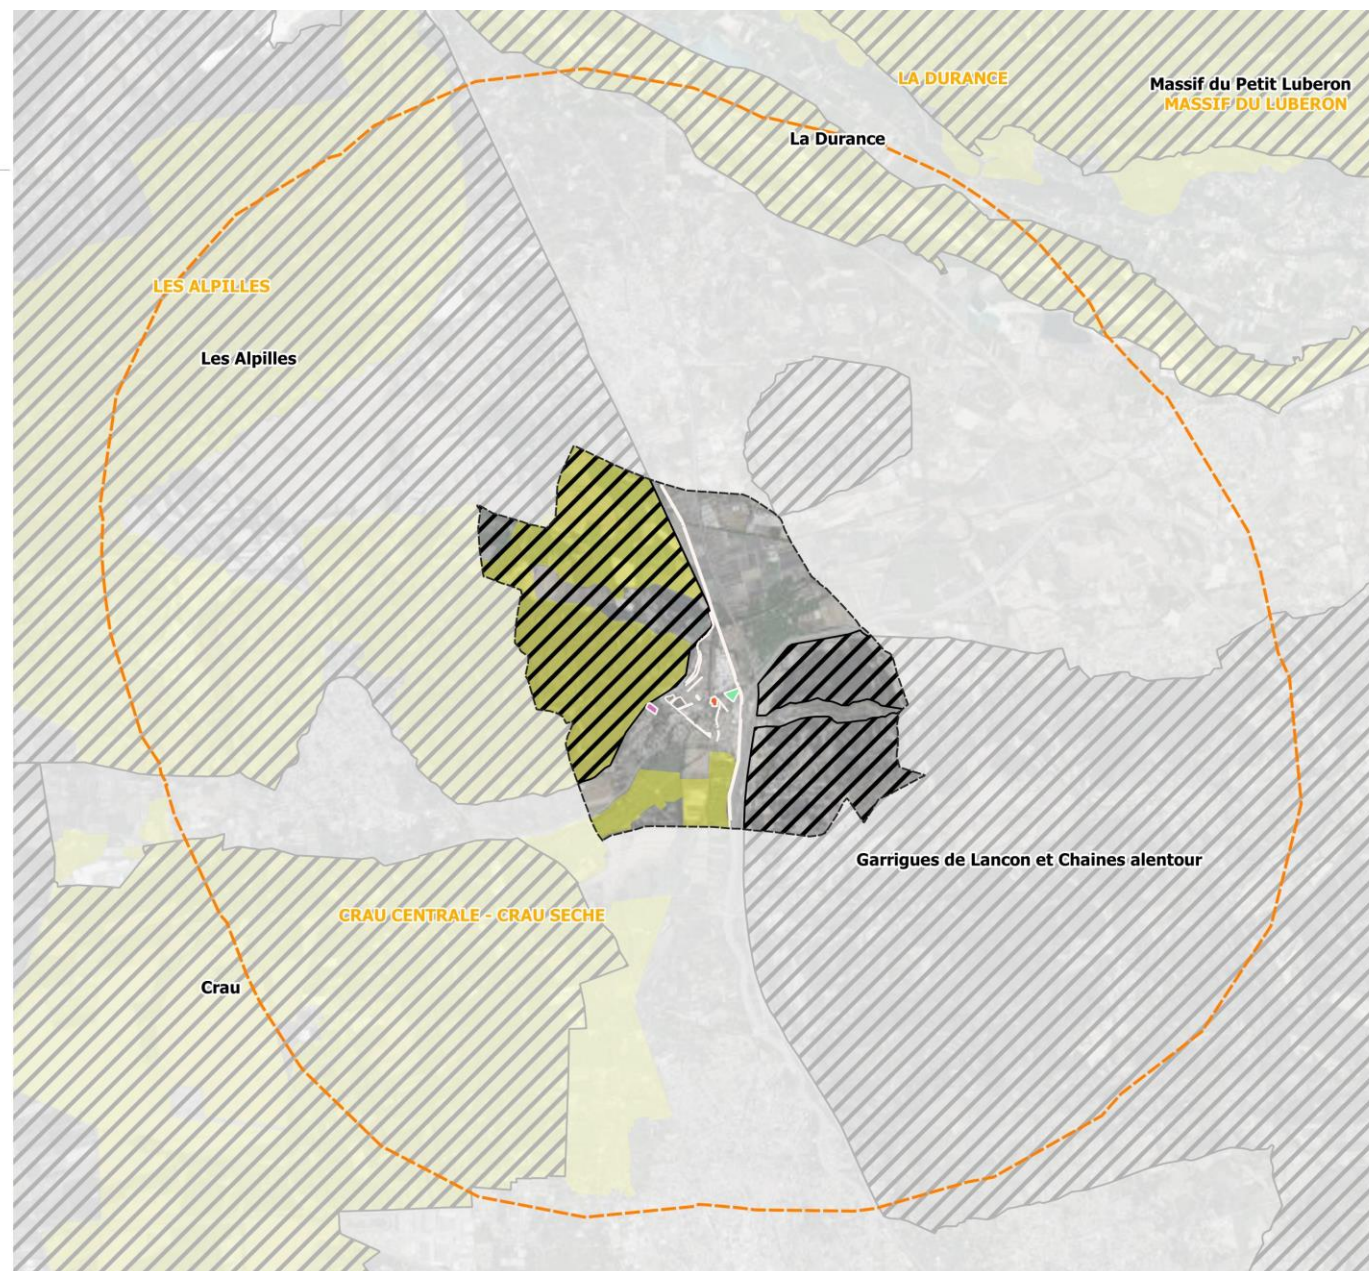 LA DURANCE
Massif du Petit Luberon
MASSIF DU LUBERON
La Durance
LES ALPILLES
Les Alpilles
Garrigues de Lancon et Chaines alentour
CRAU CENTRALE - CRAU SECHE
Crau